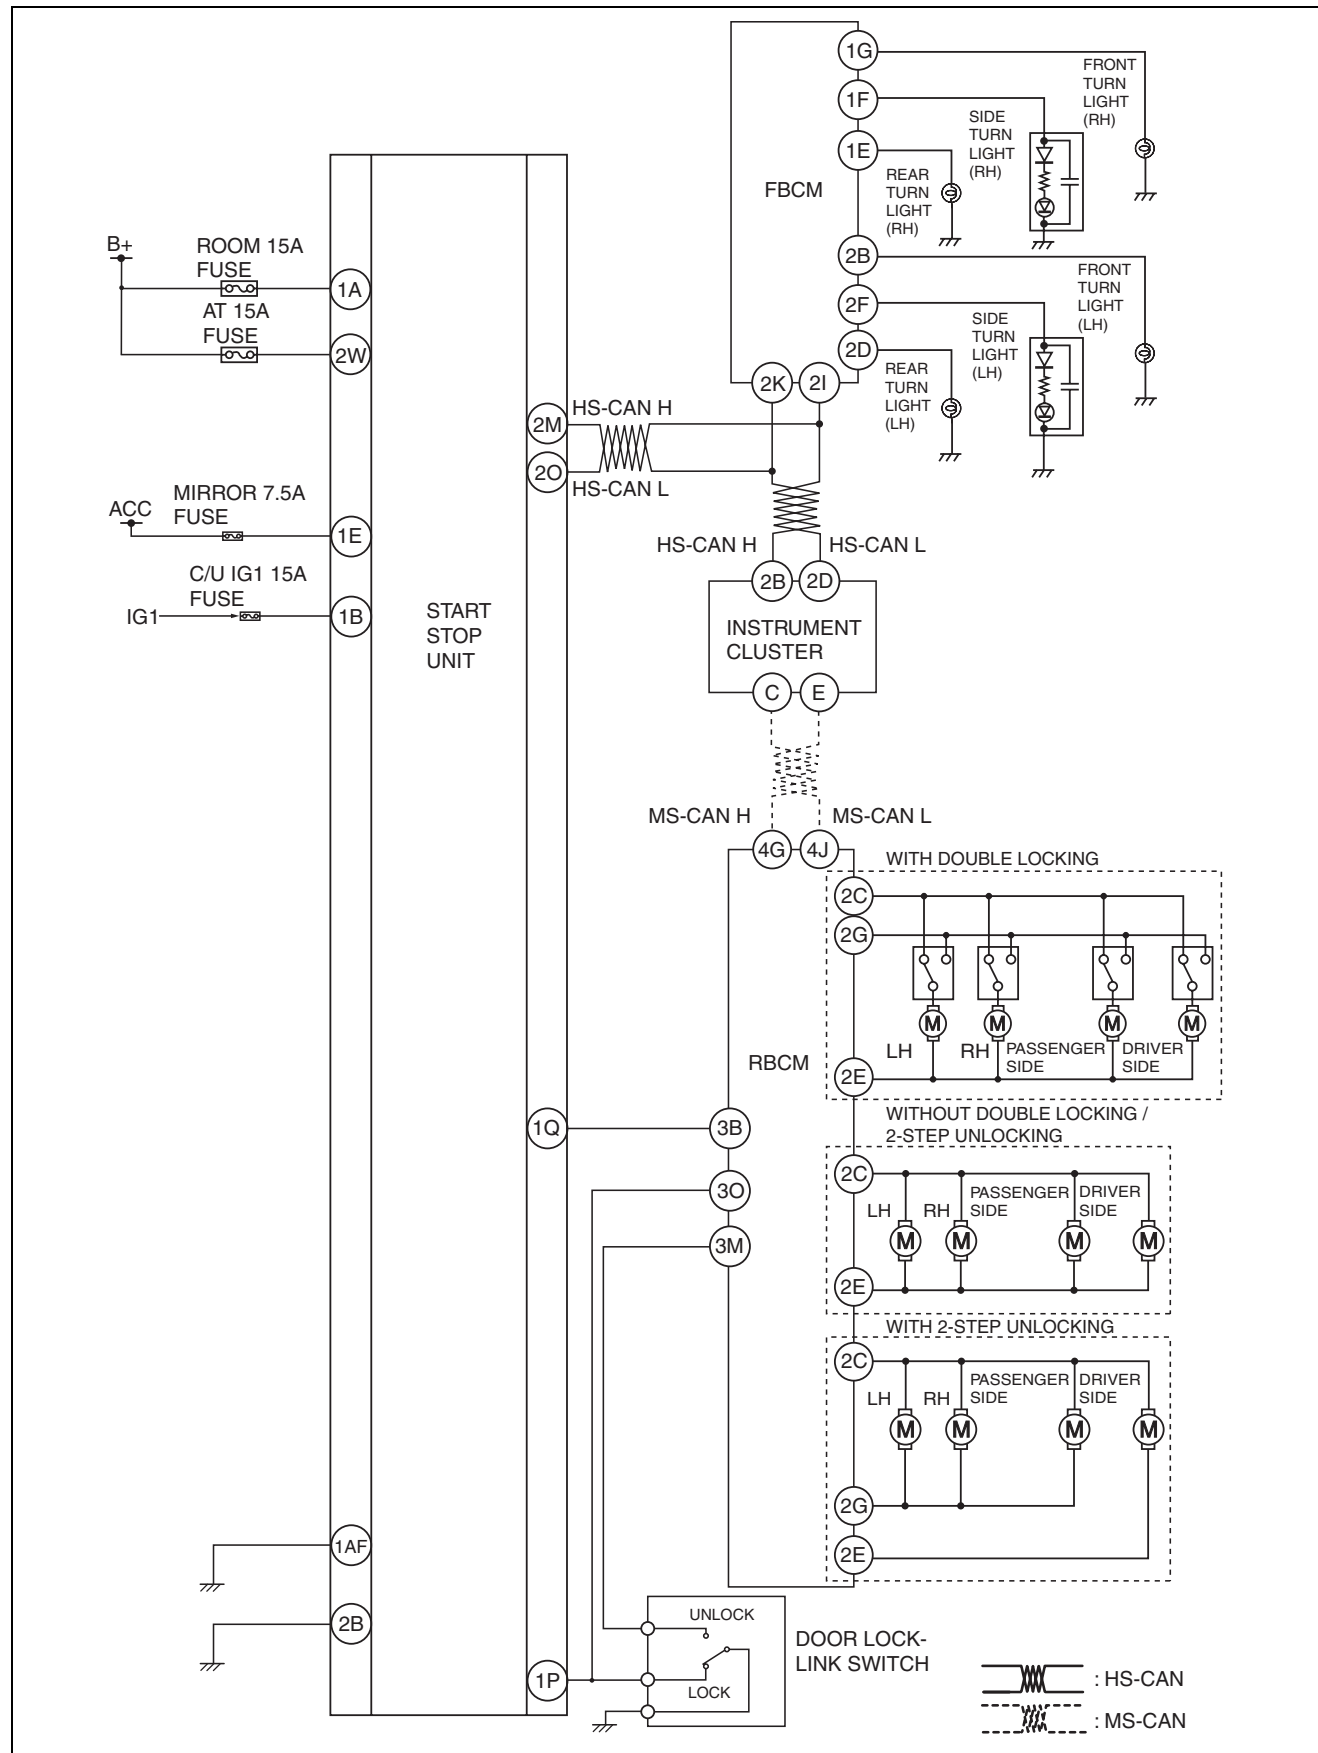 1G
FRONT
TURN
LIGHT
(RH)
1F
SIDE
TURN
LIGHT
(RH)
1E
REAR
TURN
LIGHT
(RH)
FBCM
B+
ROOM 15A
FUSE
1A
AT 15A
FUSE
2W
2B
FRONT
TURN
LIGHT
(LH)
2F
SIDE
TURN
LIGHT
(LH)
2D
REAR
TURN
LIGHT
(LH)
2K
2I
2M
HS-CAN H
2O
HS-CAN L
ACC
MIRROR 7.5A
FUSE
1E
HS-CAN H
HS-CAN L
C/U IG1 15A
FUSE
IG1
1B
START
STOP
UNIT
2B
2D
INSTRUMENT
CLUSTER
C
E
MS-CAN H
MS-CAN L
4G
4J
WITH DOUBLE LOCKING
2C
2G
M
M
M
M
LH
RH
PASSENGER
SIDE
DRIVER
SIDE
RBCM
2E
WITHOUT DOUBLE LOCKING /
2-STEP UNLOCKING
1Q
3B
2C
3O
LH
RH
PASSENGER
SIDE
DRIVER
SIDE
3M
M
M
M
M
2E
WITH 2-STEP UNLOCKING
2C
LH
RH
PASSENGER
SIDE
DRIVER
SIDE
M
M
M
M
2G
2E
1AF
2B
1P
UNLOCK
LOCK
DOOR LOCK-
LINK SWITCH
: HS-CAN
: MS-CAN